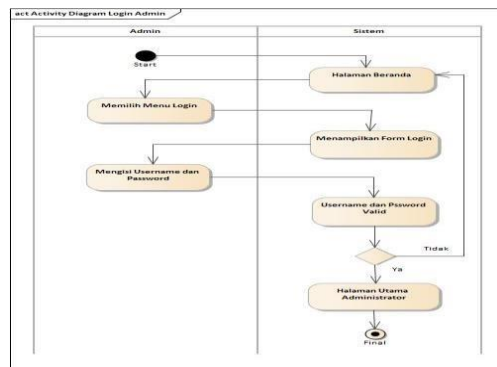 act Activity Diagram Login Admin
Admin
Sistem
Start
Halaman Beranda
Memilih Menu Login
Menampilkan Form Login
Mengisi Username dan
Password
Username dan Pssword
Valid
Tidak
Ya
Halaman Utama
Administrator
Final